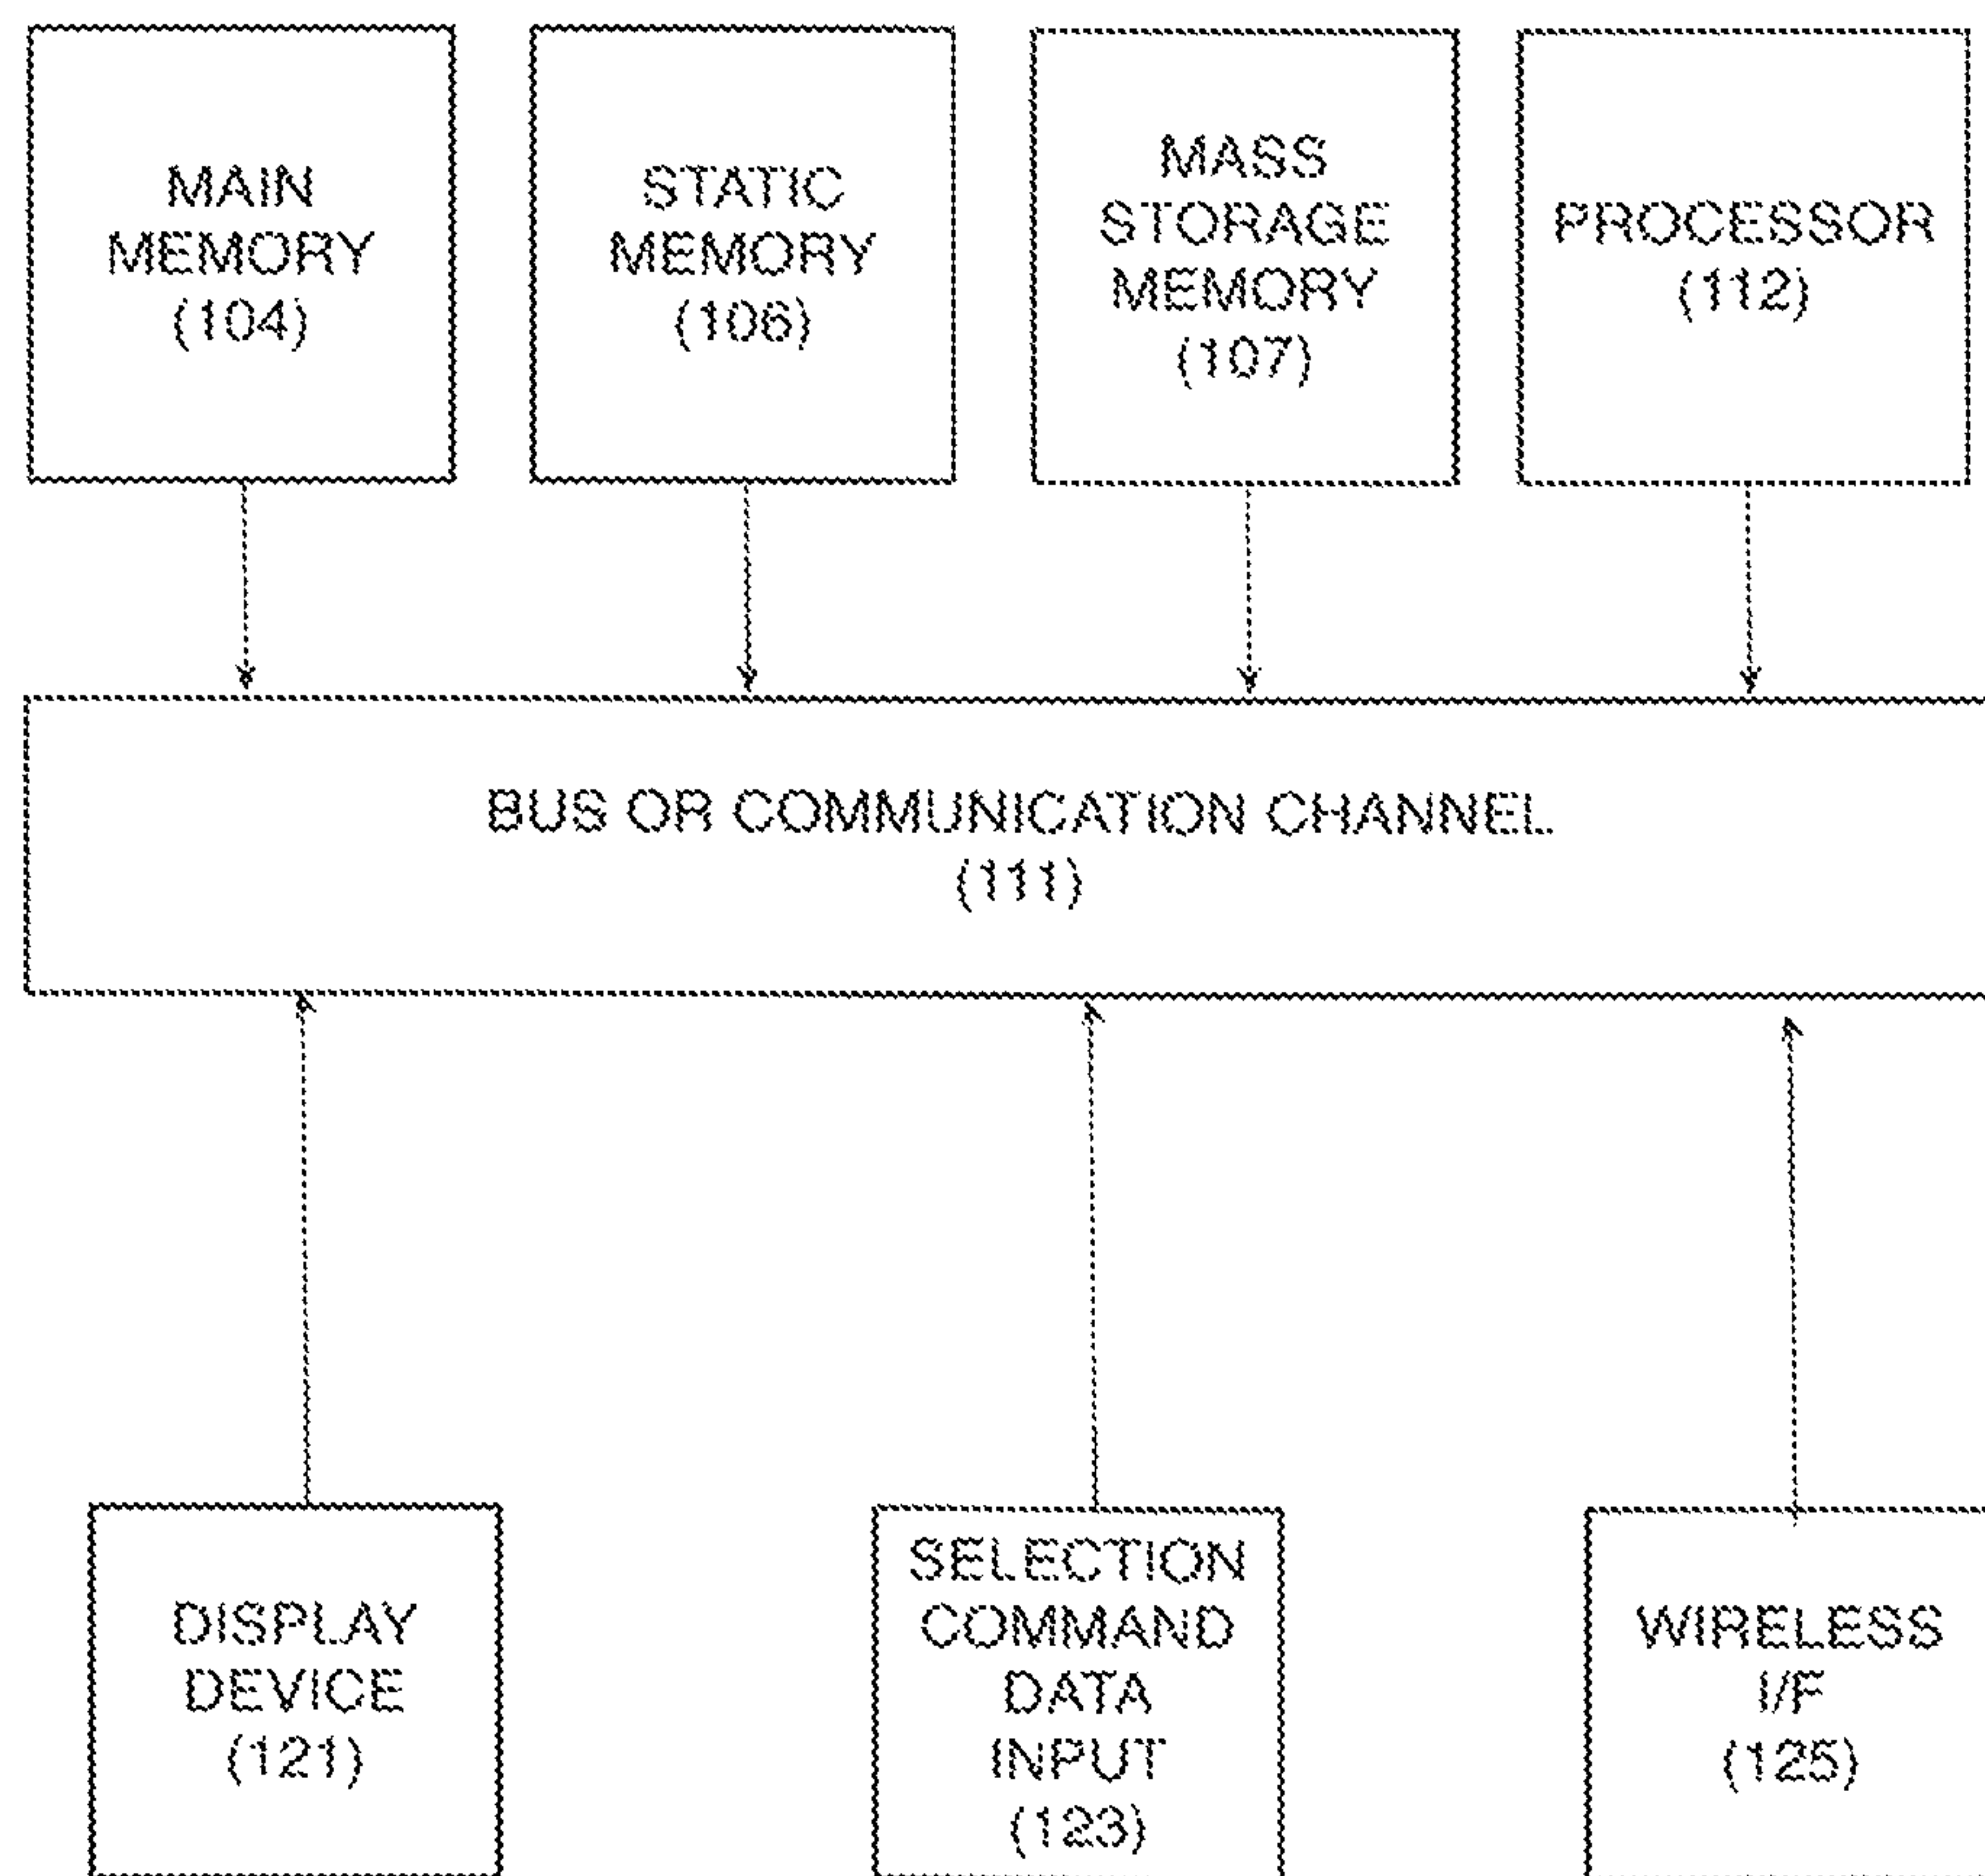 MAIN
MEMORY
(104)
STATIC
MEMORY
(106)
MASS
STORAGE
MEMORY
(107)
PROCESSOR
(112)
BUS OR COMMUNICATION CHANNEL
(111)
DISPLAY
DEVICE
(121)
SELECTION
COMMAND
DATA
INPUT
(123)
WIRELESS
I/F
(125)